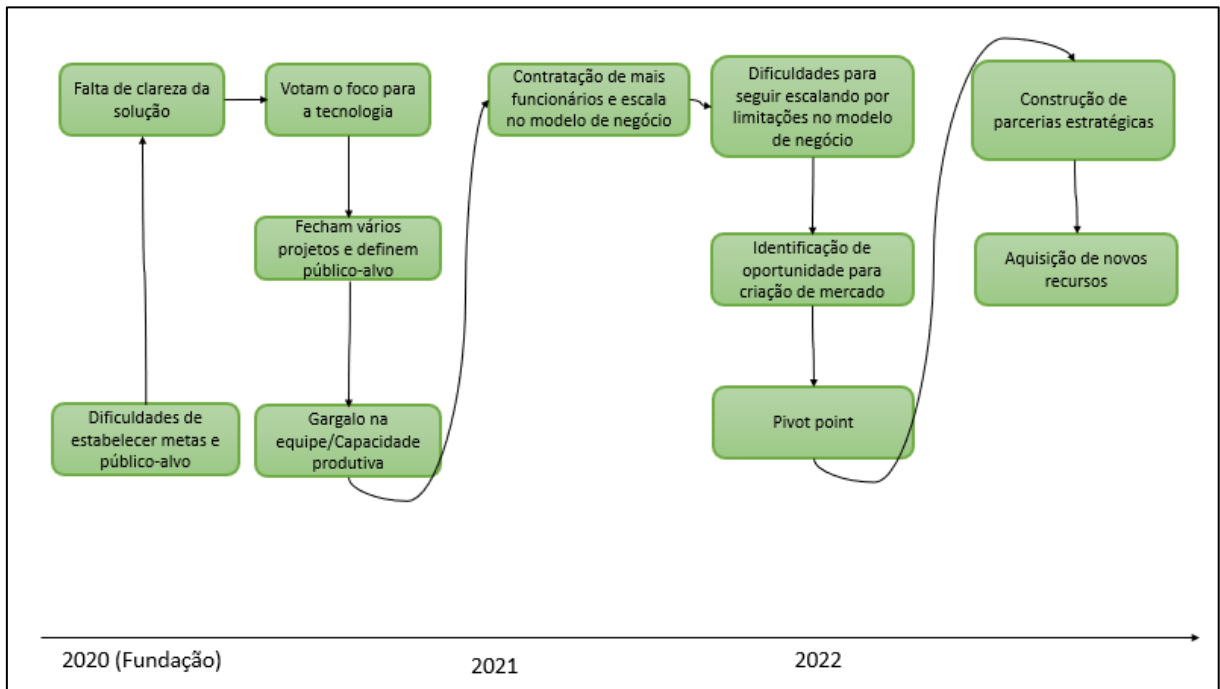 Falta de clareza da
solução
Votam o foco para
a tecnologia
Contratação de mais
funcionários e escala
no modelo de negócio
Dificuldades para
seguir escalando por
limitações no modelo
de negócio
Construção de
parcerias estratégicas
Fecham vários
projetos e definem
público-alvo
Identificação de
oportunidade para
criação de mercado
Aquisição de novos
recursos
Dificuldades de
estabelecer metas e
público-alvo
Gargalo na
equipe/Capacidade
produtiva
Pivot point
2020 (Fundação)
2021
2022